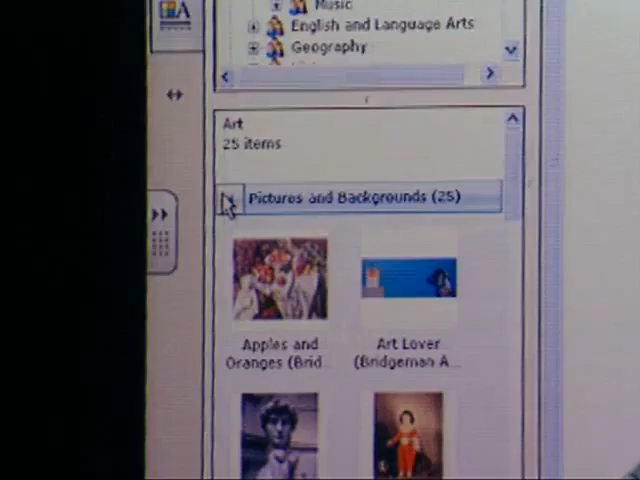 Music
English and Language Arts
Geography
Art
25 items
Pictures and Backgrounds (25)
Apples and
Oranges (Brid...
Art Lover
(Bridgeman A...